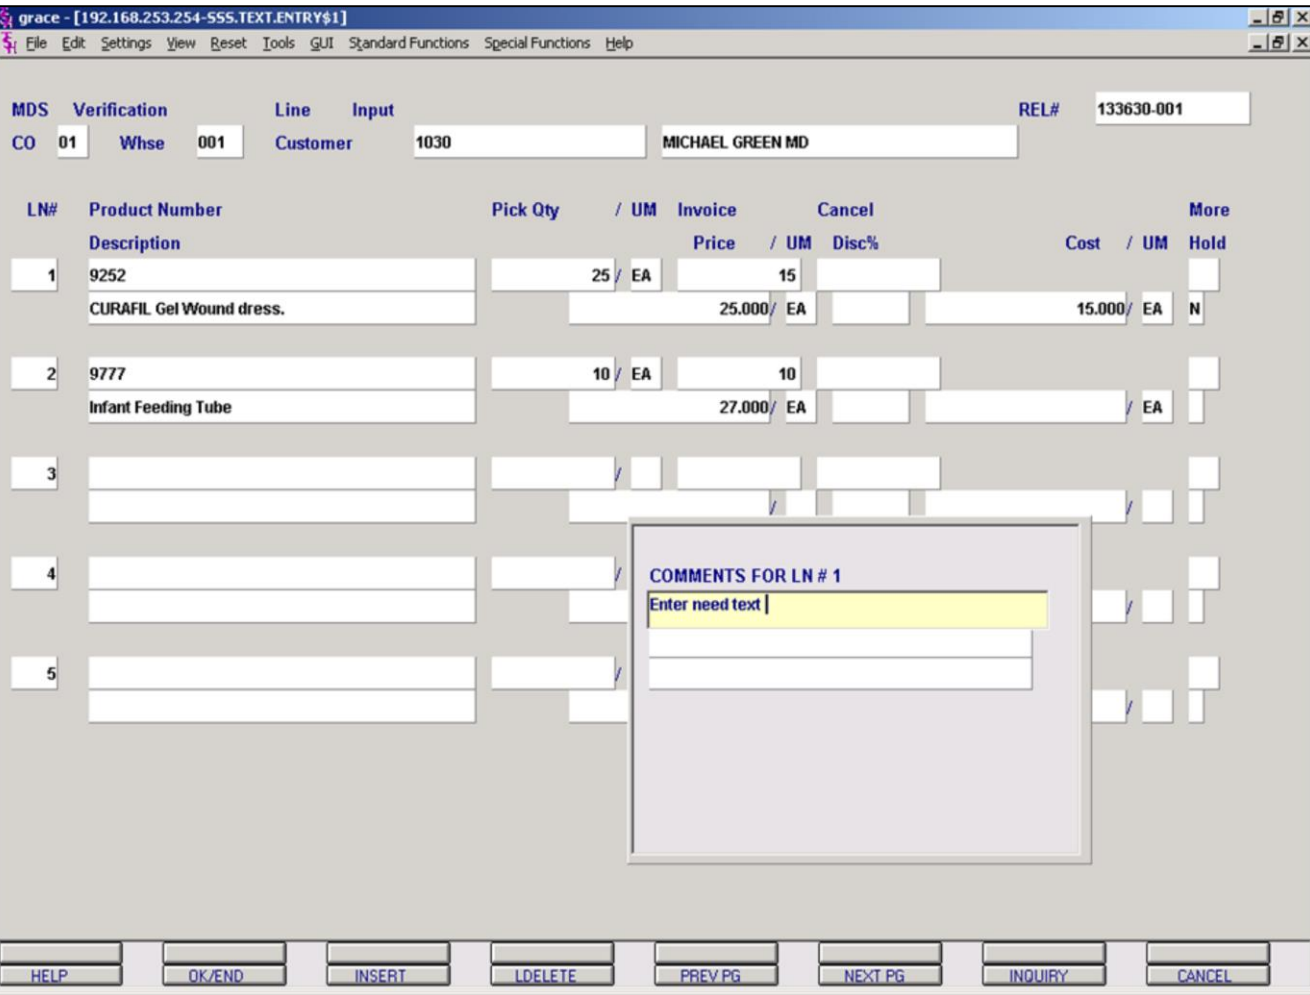 grace - [192.168.253.254-SSS.TEXT.ENTRY$1]
File Edit Settings View Reset Tools GUI Standard Functions Special Functions Help
MDS Verification Line Input REL# 133630-001
CO 01 Whse 001 Customer 1030 MICHAEL GREEN MD
LN# Product Number Pick Qty / UM Invoice Cancel More
Description Price / UM Disc% Cost / UM Hold
1 9252 25 / EA 15
CURAFIL Gel Wound dress. 25.000 / EA 15.000 / EA N
2 9777 10 / EA 10
Infant Feeding Tube 27.000 / EA / EA
3 /
/ /
4 /
/
5 /
/
COMMENTS FOR LN # 1
Enter need text
HELP OK/END INSERT LDELETE PREV PG NEXT PG INQUIRY CANCEL